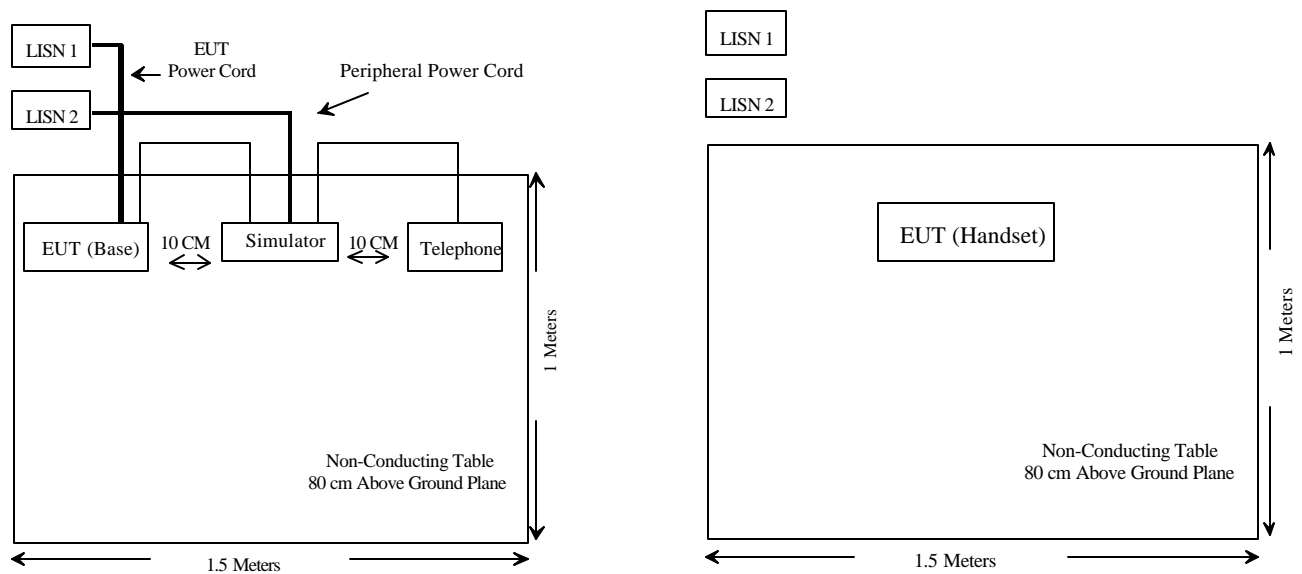 LISN 1
EUT
Power Cord
Peripheral Power Cord
LISN 2
EUT (Base)
10 CM
Simulator
10 CM
Telephone
1 Meters
Non-Conducting Table
80 cm Above Ground Plane
1.5 Meters
LISN 1
LISN 2
EUT (Handset)
1 Meters
Non-Conducting Table
80 cm Above Ground Plane
1.5 Meters